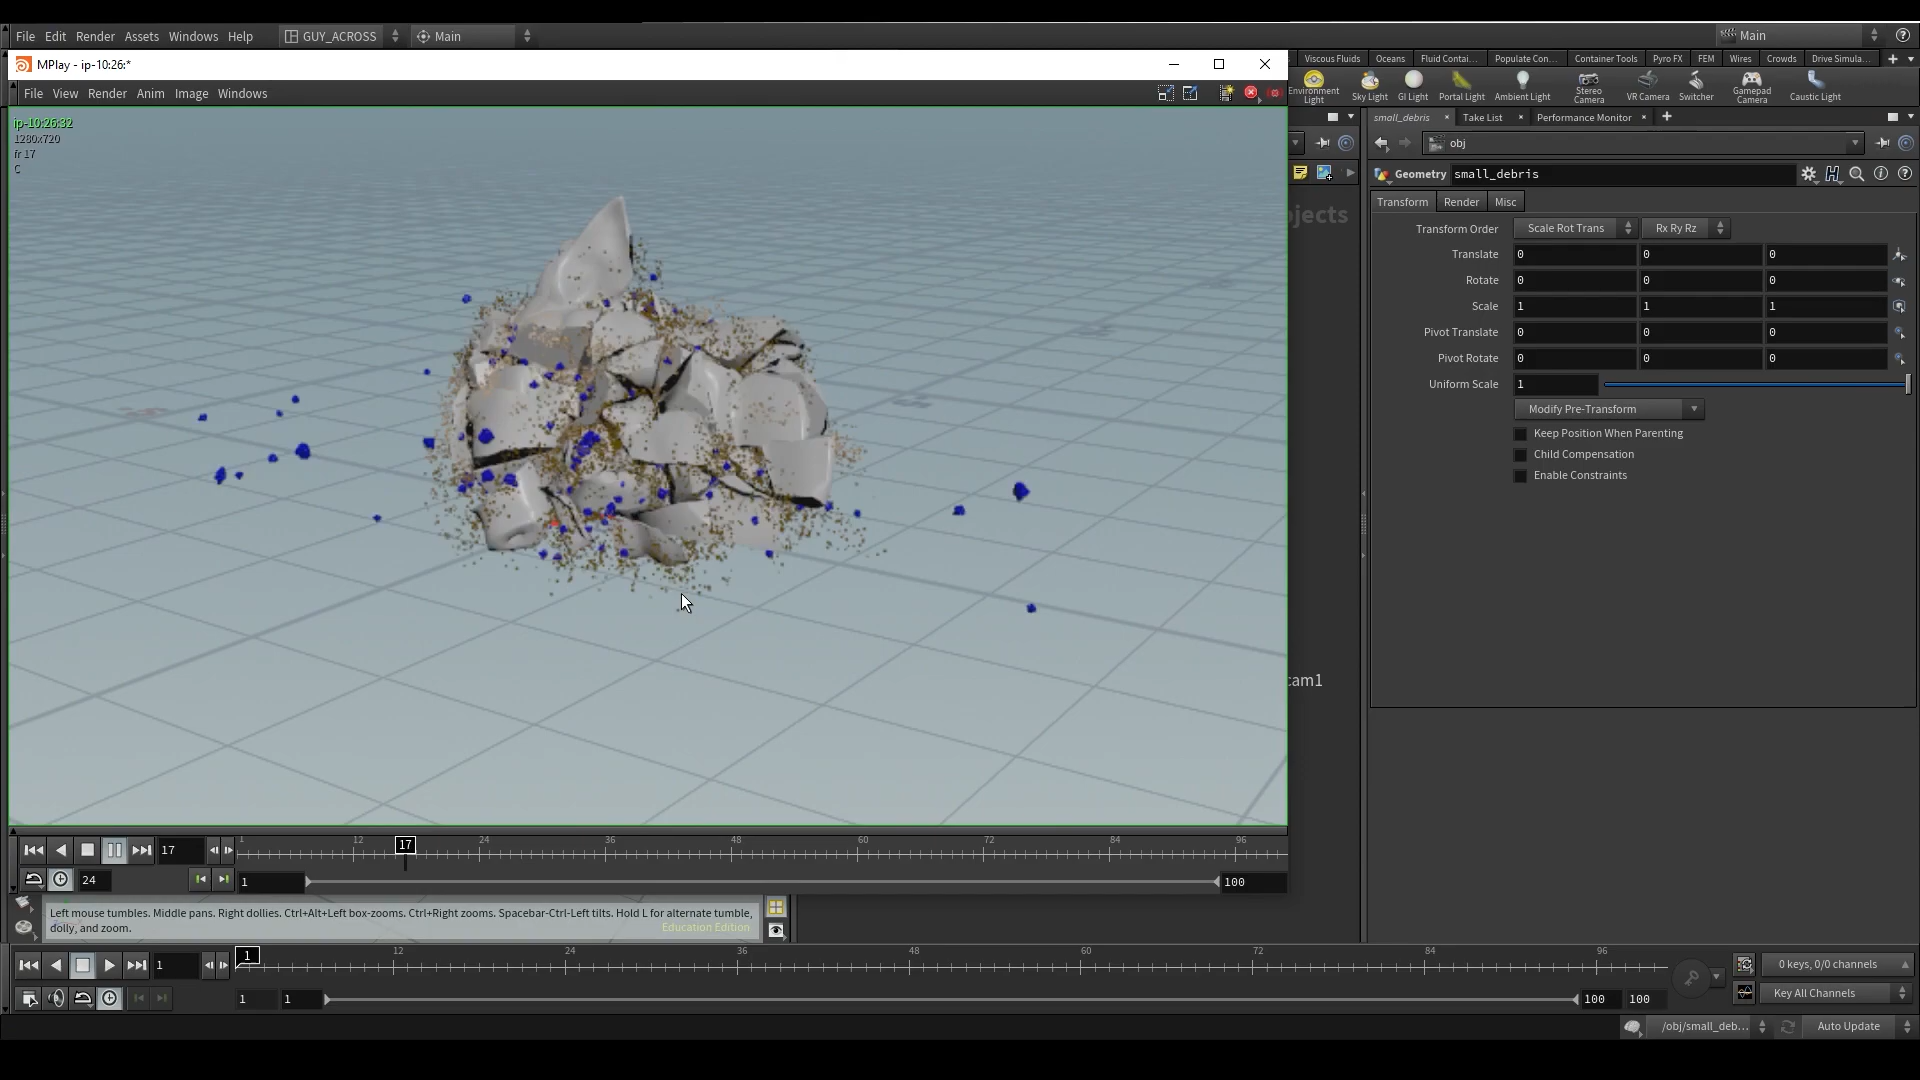 File Edit Render Assets Windows Help GUY_ACROSS Main Main
MPlay - ip-10:26:*
File View Render Anim Image Windows
ip-10:26:32
1280x720
fr 17
C
Viscous Fluids Oceans Fluid Contai... Populate Con... Container Tools Pyro FX FEM Wires Crowds Drive Simula...
Environment Light Sky Light GI Light Portal Light Ambient Light Stereo Camera VR Camera Switcher Gamepad Camera Caustic Light
small_debris Take List Performance Monitor
obj
Geometry small_debris
Transform Render Misc
Transform Order Scale Rot Trans Rx Ry Rz
Translate 0 0 0
Rotate 0 0 0
Scale 1 1 1
Pivot Translate 0 0 0
Pivot Rotate 0 0 0
Uniform Scale 1
Modify Pre-Transform
Keep Position When Parenting
Child Compensation
Enable Constraints
bjects
cam1
17 1 12 17 24 36 48 60 72 84 96
24 1 100
Left mouse tumbles. Middle pans. Right dollies. Ctrl+Alt+Left box-zooms. Ctrl+Right zooms. Spacebar-Ctrl-Left tilts. Hold L for alternate tumble,
dolly, and zoom. Education Edition
1 1 12 24 36 48 60 72 84 96 0 keys, 0/0 channels
1 1 100 100 Key All Channels
/obj/small_deb... Auto Update